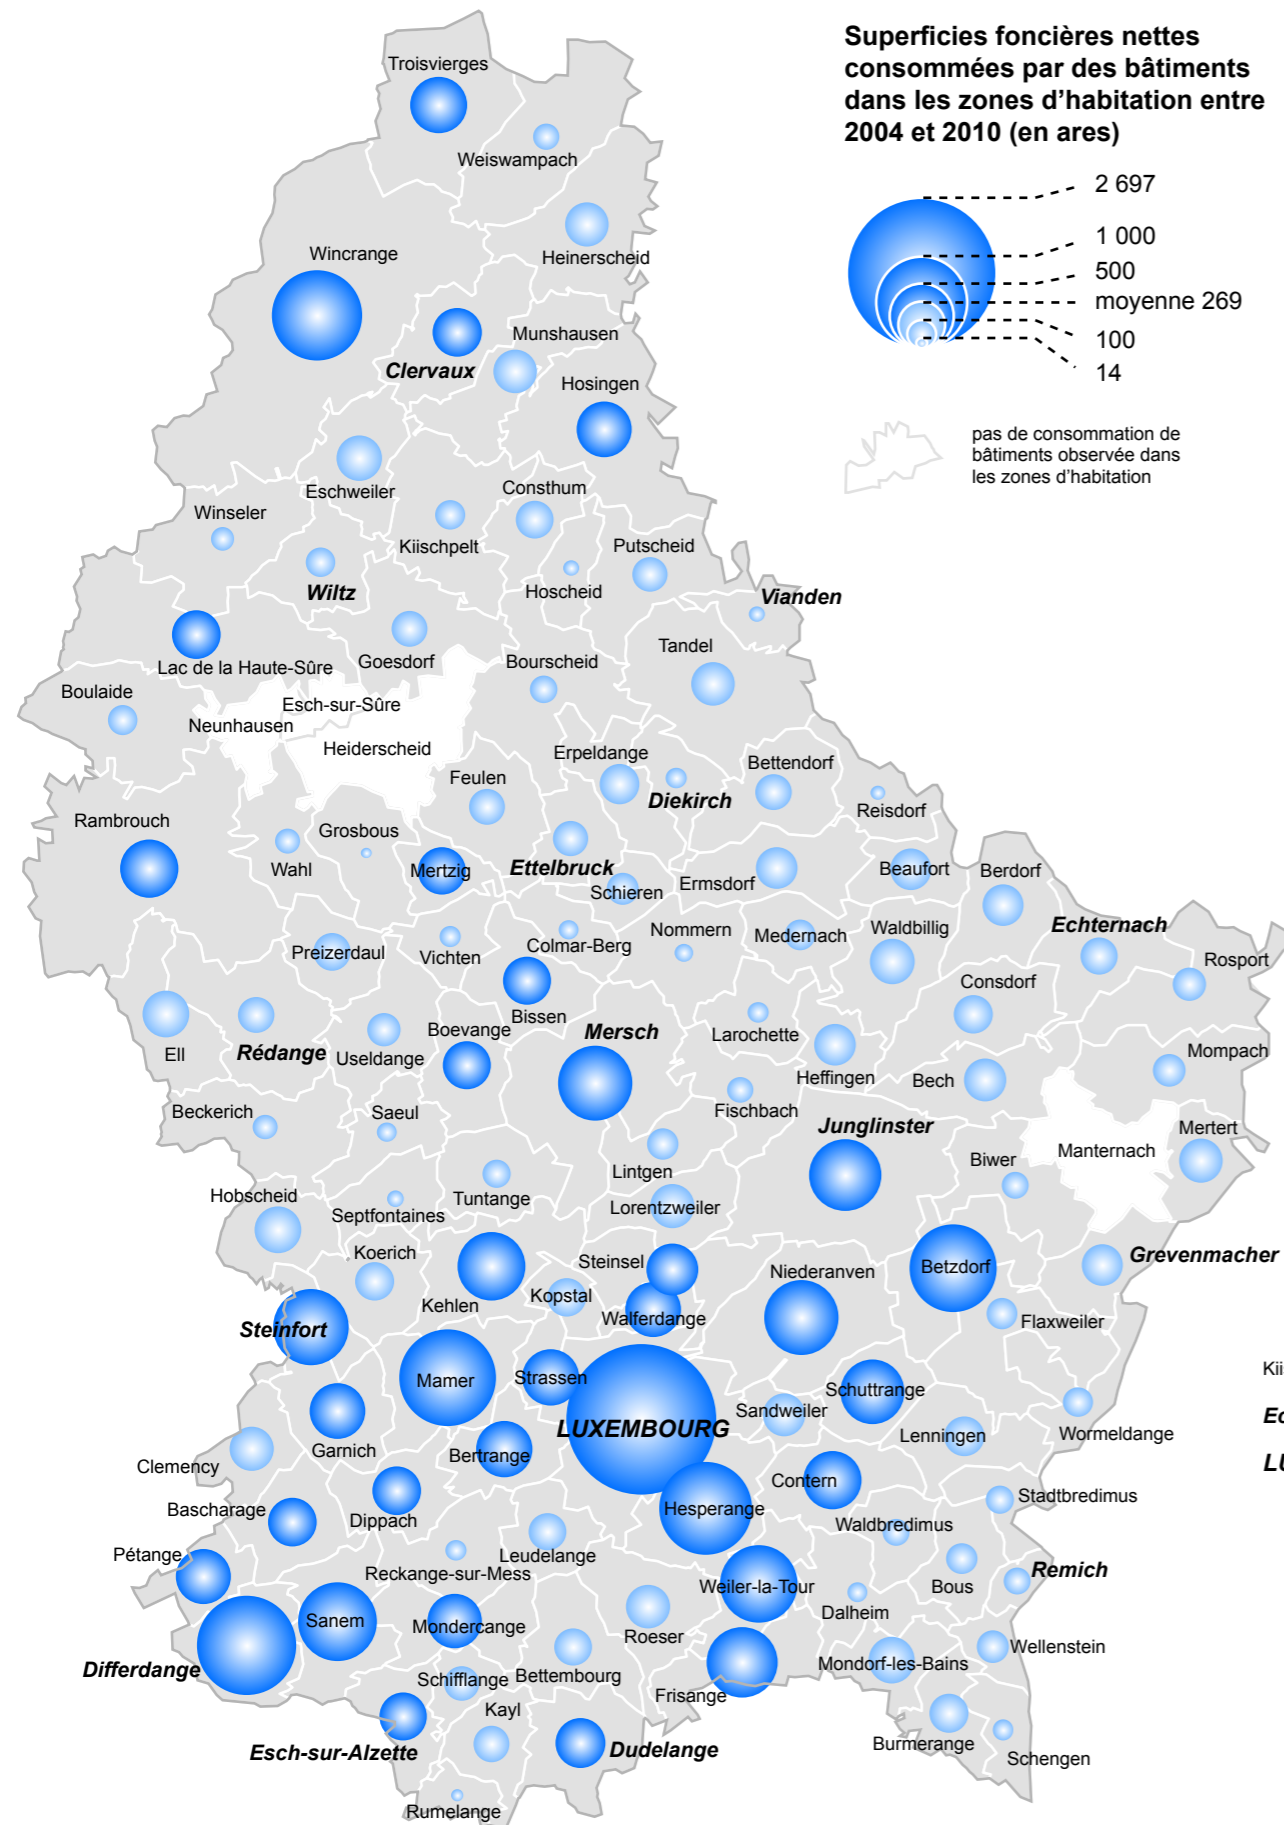 Superficies foncières nettes
consommées par des bâtiments
dans les zones d'habitation entre
2004 et 2010 (en ares)
2 697
1 000
500
moyenne 269
100
14
pas de consommation de
bâtiments observée dans
les zones d'habitation
Troisvierges
Weiswampach
Heinerscheid
Wincrange
Munshausen
Clervaux
Hosingen
Eschweiler
Consthum
Winseler
Kiischpelt
Putscheid
Hoscheid
Wiltz
Vianden
Tandel
Goesdorf
Bourscheid
Lac de la Haute-Sûre
Boulaide
Esch-sur-Sûre
Neunhausen
Heiderscheid
Erpeldange
Bettendorf
Feulen
Diekirch
Reisdorf
Rambrouch
Grosbous
Wahl
Mertzig
Ettelbruck
Schieren
Ermsdorf
Beaufort
Berdorf
Echternach
Waldbillig
Nommern
Medernach
Colmar-Berg
Vichten
Preizerdaul
Rosport
Consdorf
Bissen
Boevange
Mersch
Larochette
Ell
Rédange
Useldange
Mompach
Heffingen
Bech
Beckerich
Saeul
Fischbach
Junglinster
Mertert
Manternach
Biwer
Lintgen
Hobscheid
Tuntange
Septfontaines
Lorentzweiler
Koerich
Steinsel
Niederanven
Betzdorf
Grevenmacher
Kehlen
Kopstal
Walferdange
Flaxweiler
Steinfort
Mamer
Strassen
Schuttrange
Kii
Sandweiler
Ec
LUXEMBOURG
Lenningen
Wormeldange
Garnich
Bertrange
Clemency
LU
Contern
Stadtbredimus
Bascharage
Dippach
Hesperange
Waldbredimus
Pétange
Leudelange
Reckange-sur-Mess
Remich
Weiler-la-Tour
Bous
Dalheim
Sanem
Mondercange
Roeser
Wellenstein
Differdange
Schifflange
Bettembourg
Mondorf-les-Bains
Frisange
Kayl
Burmerange
Esch-sur-Alzette
Dudelange
Schengen
Rumelange